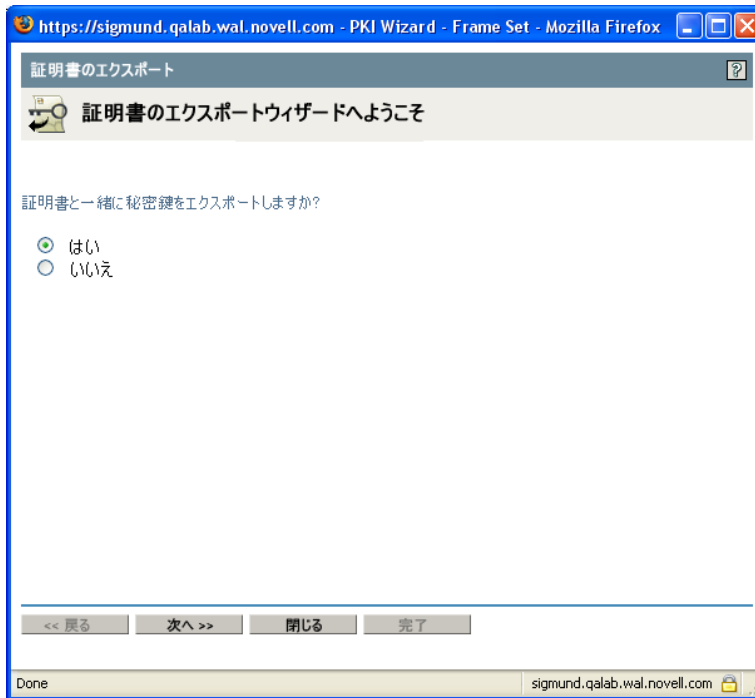 https://sigmund.qalab.wal.novell.com - PKI Wizard - Frame Set - Mozilla Firefox
証明書のエクスポート
?
証明書のエクスポートウィザードへようこそ
証明書と一緒に秘密鍵をエクスポートしますか?
はい
いいえ
<< 戻る 次へ >> 閉じる 完了
Done sigmund.qalab.wal.novell.com